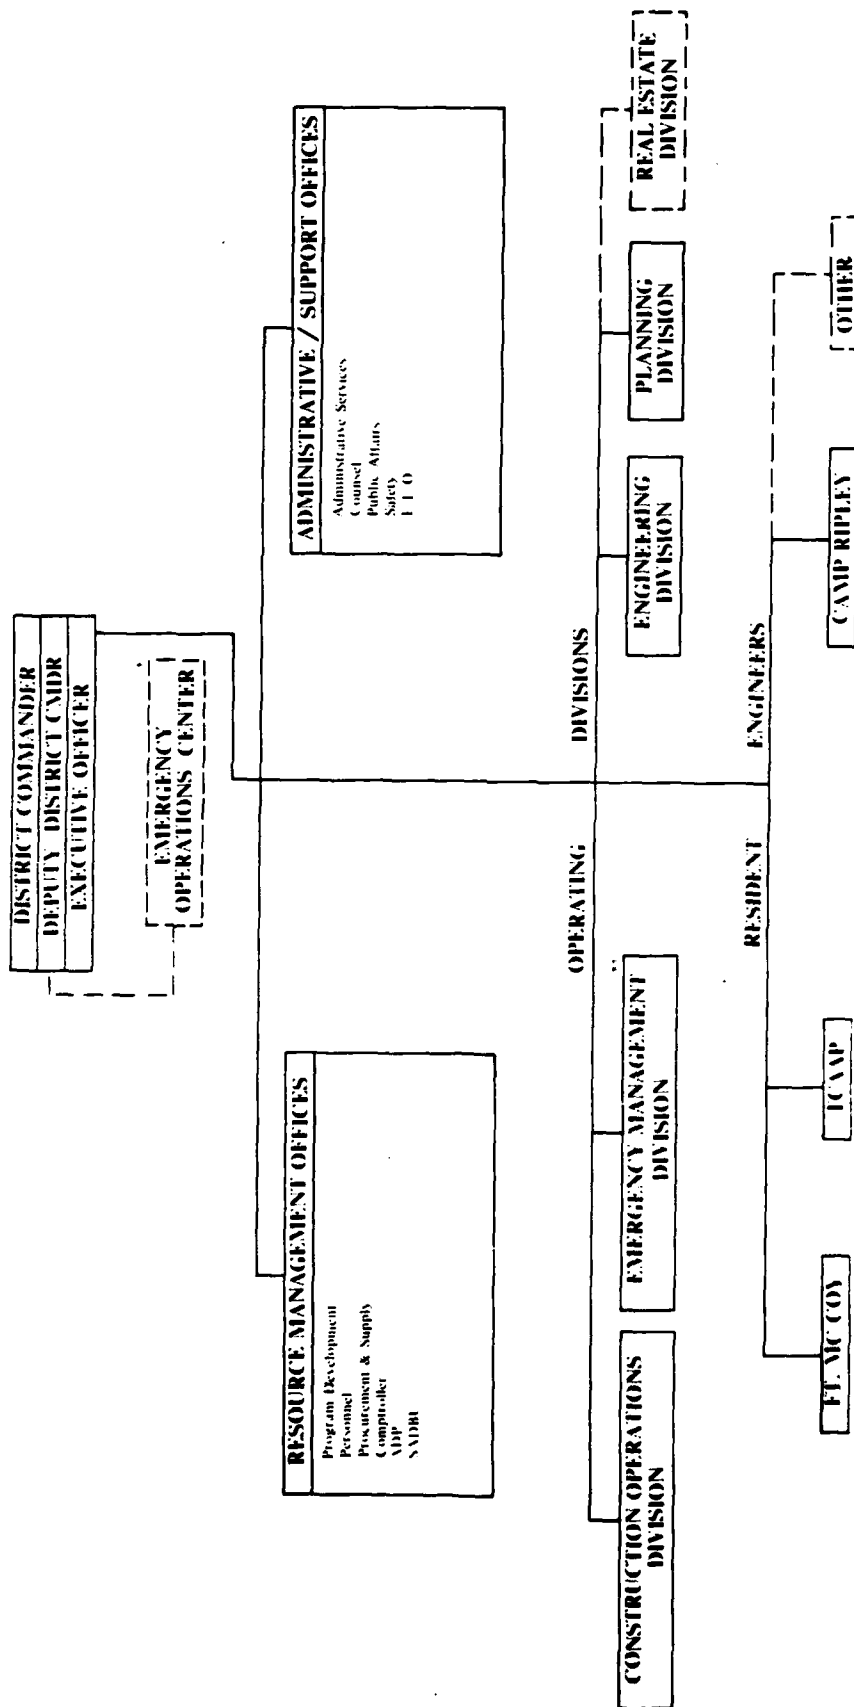 DISTRICT COMMANDER
DEPUTY DISTRICT CMDR
EXECUTIVE OFFICER
EMERGENCY
OPERATIONS CENTER
RESOURCE MANAGEMENT OFFICES
Program Development
Personnel
Procurement & Supply
Comptroller
ADP
SADBU
ADMINISTRATIVE / SUPPORT OFFICES
Administrative Services
Counsel
Public Affairs
Safety
E E O
OPERATING DIVISIONS
CONSTRUCTION OPERATIONS
DIVISION
EMERGENCY MANAGEMENT
DIVISION
ENGINEERING
DIVISION
PLANNING
DIVISION
REAL ESTATE
DIVISION
RESIDENT ENGINEERS
FT. MC COY
TCAAP
CAMP RIPLEY
OTHER